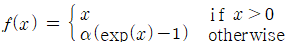 f(x) = { x if x > 0
α(exp(x) − 1) otherwise